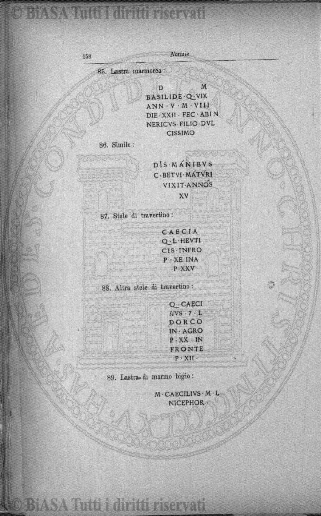 © BiASA Tutti i diritti riservati
158 Notizie
85. Lastra marmorea:
D M
BASILIDE · Q · VIX
ANN · V · M · VIII
DIE · XXII · FEC · ABIN
NERICVS · FILIO · DVL
CISSIMO
86. Simile:
DIS · MANIBVS
C · BETVI · MATVRI
VIXIT · ANNOS
XV
87. Stele di travertino:
CAECIA
Q · L · HEVTI
CIS · INFRO
P · XE INA
P · XXV
88. Altra stele di travertino:
Q · CAECI
P · L
DORCO
IN · AGRO
P · XX · IN
FRONTE
P · XII
89. Lastra di marmo bigio:
M · CAECILIVS · M · L
NICEPHOR ·
© BiASA Tutti i diritti riservati